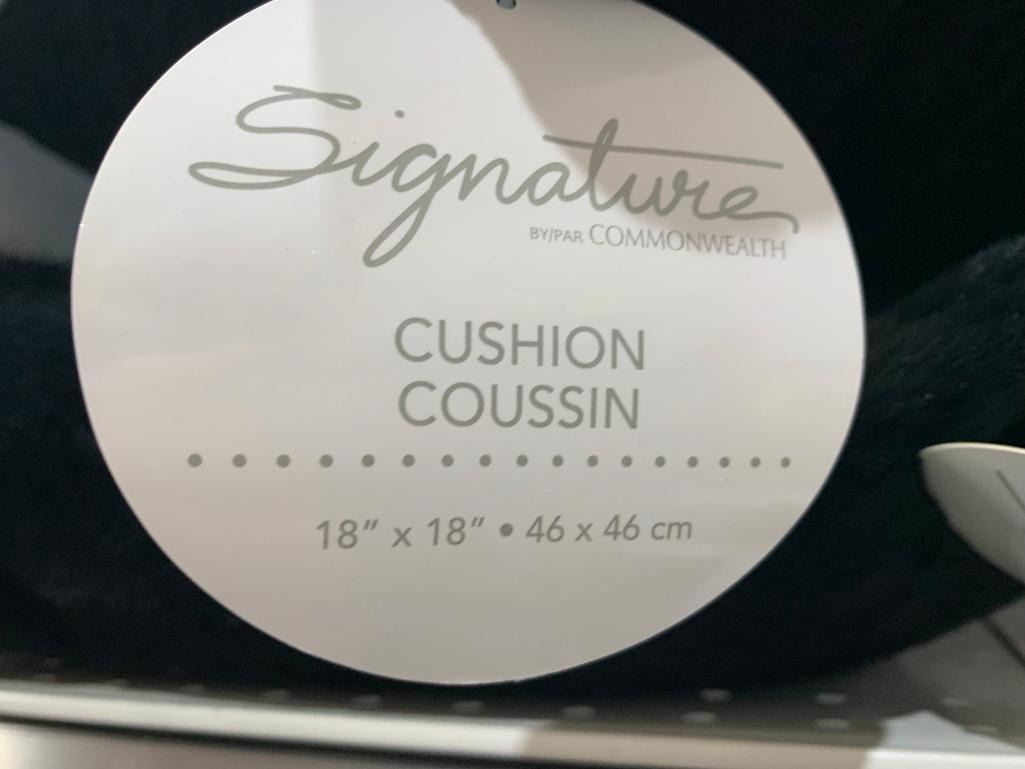 Signature
BY/PAR COMMONWEALTH
CUSHION
COUSSIN
18" x 18" • 46 x 46 cm